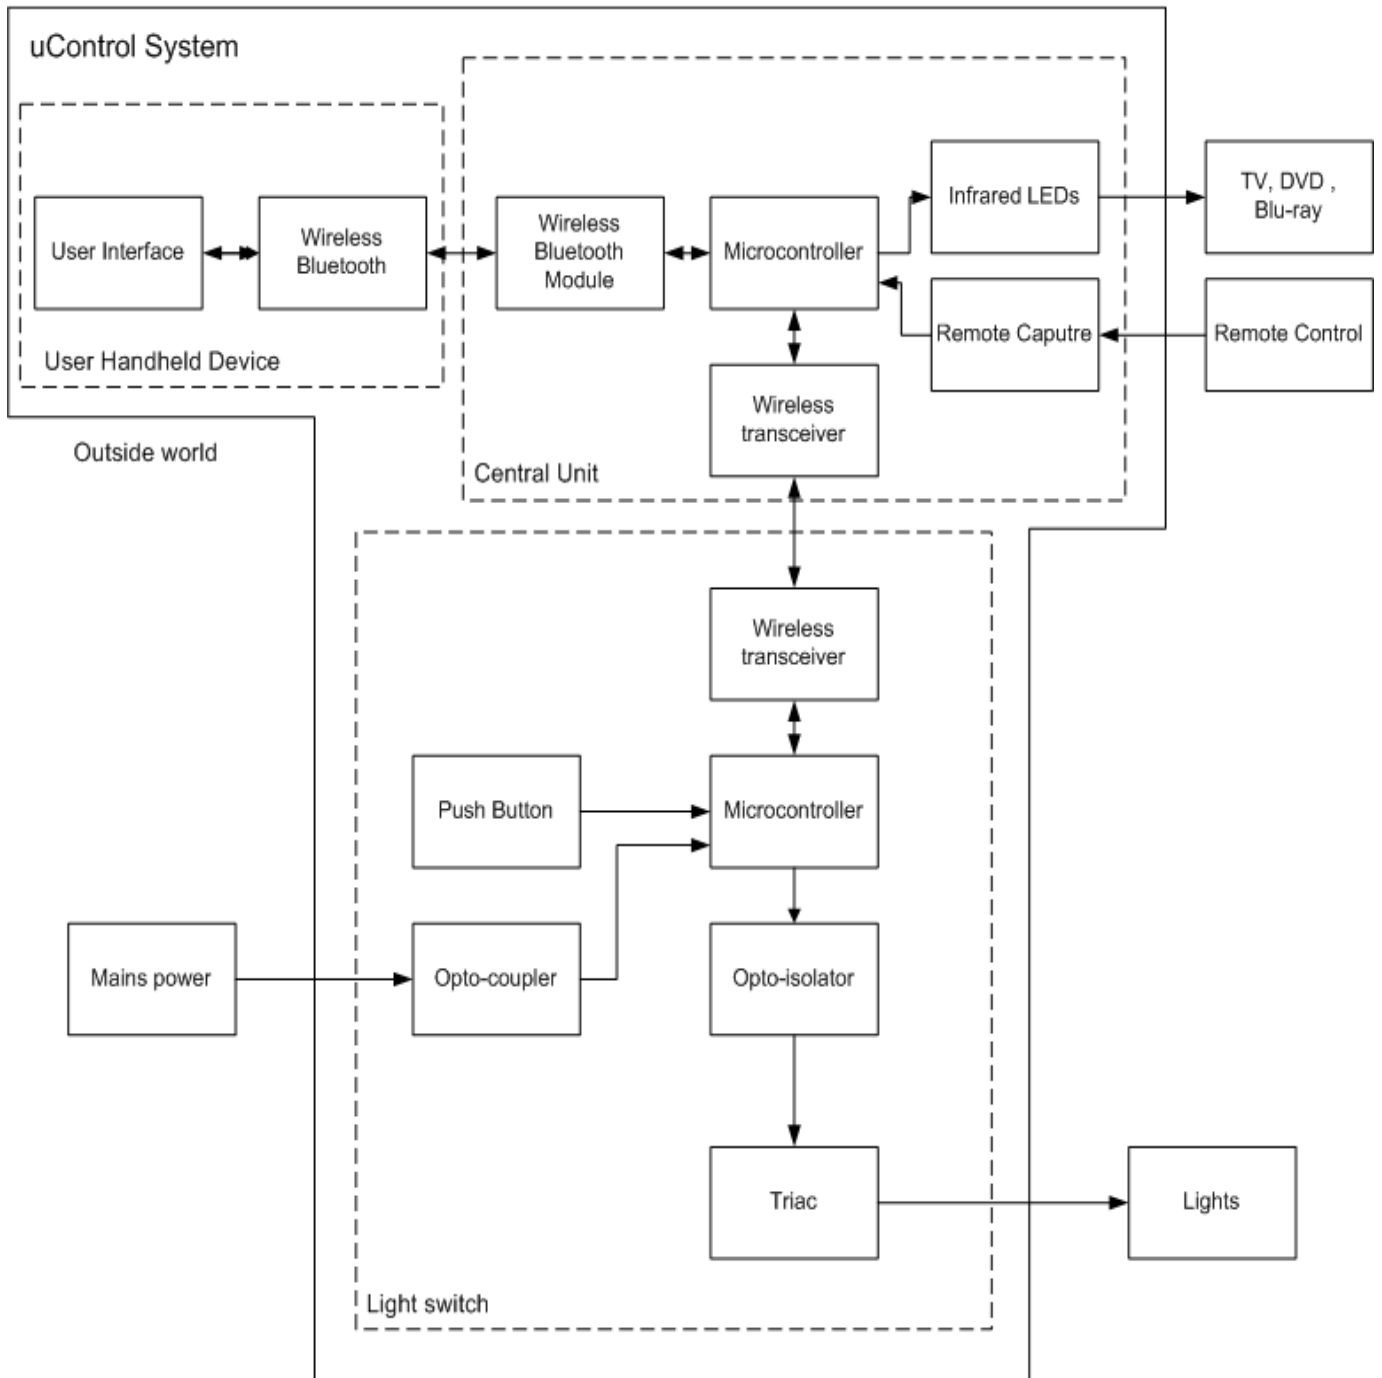 uControl System
User Interface
Wireless
Bluetooth
User Handheld Device
Wireless
Bluetooth
Module
Microcontroller
Infrared LEDs
TV, DVD ,
Blu-ray
Remote Caputre
Remote Control
Wireless
transceiver
Central Unit
Outside world
Wireless
transceiver
Push Button
Microcontroller
Mains power
Opto-coupler
Opto-isolator
Triac
Lights
Light switch